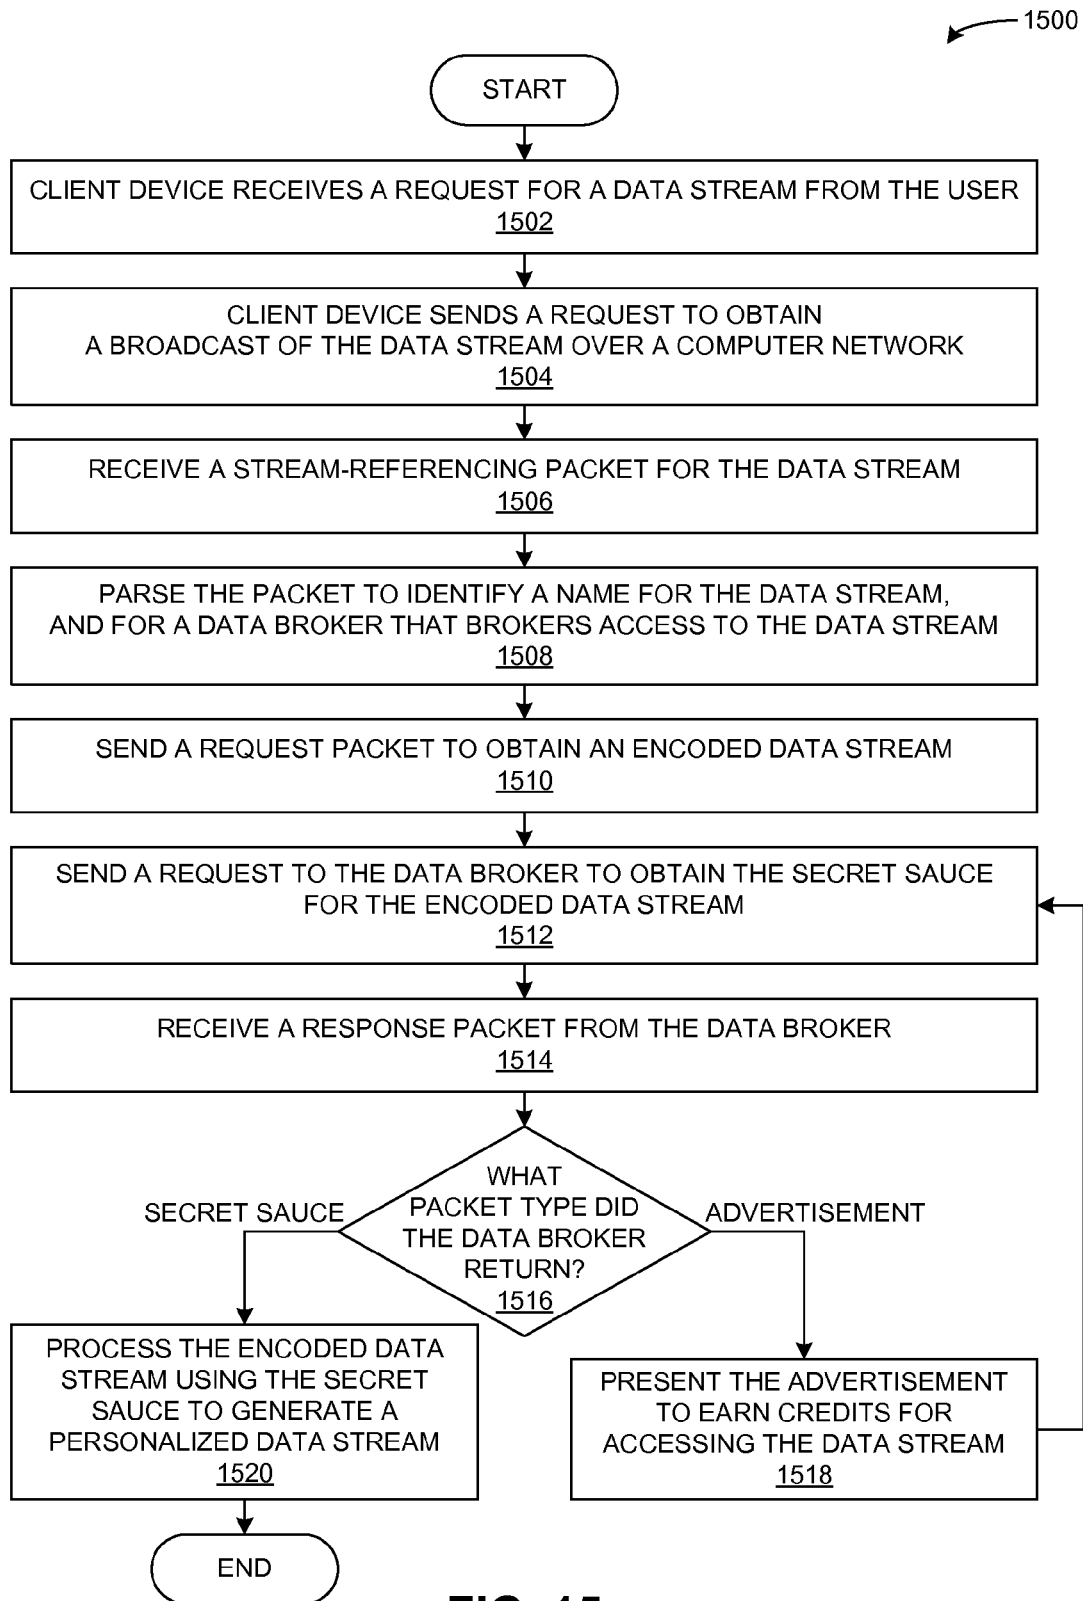 1500
START
CLIENT DEVICE RECEIVES A REQUEST FOR A DATA STREAM FROM THE USER
1502
CLIENT DEVICE SENDS A REQUEST TO OBTAIN
A BROADCAST OF THE DATA STREAM OVER A COMPUTER NETWORK
1504
RECEIVE A STREAM-REFERENCING PACKET FOR THE DATA STREAM
1506
PARSE THE PACKET TO IDENTIFY A NAME FOR THE DATA STREAM,
AND FOR A DATA BROKER THAT BROKERS ACCESS TO THE DATA STREAM
1508
SEND A REQUEST PACKET TO OBTAIN AN ENCODED DATA STREAM
1510
SEND A REQUEST TO THE DATA BROKER TO OBTAIN THE SECRET SAUCE
FOR THE ENCODED DATA STREAM
1512
RECEIVE A RESPONSE PACKET FROM THE DATA BROKER
1514
WHAT
PACKET TYPE DID
THE DATA BROKER
RETURN?
1516
SECRET SAUCE
ADVERTISEMENT
PROCESS THE ENCODED DATA
STREAM USING THE SECRET
SAUCE TO GENERATE A
PERSONALIZED DATA STREAM
1520
PRESENT THE ADVERTISEMENT
TO EARN CREDITS FOR
ACCESSING THE DATA STREAM
1518
END
FIG. 15